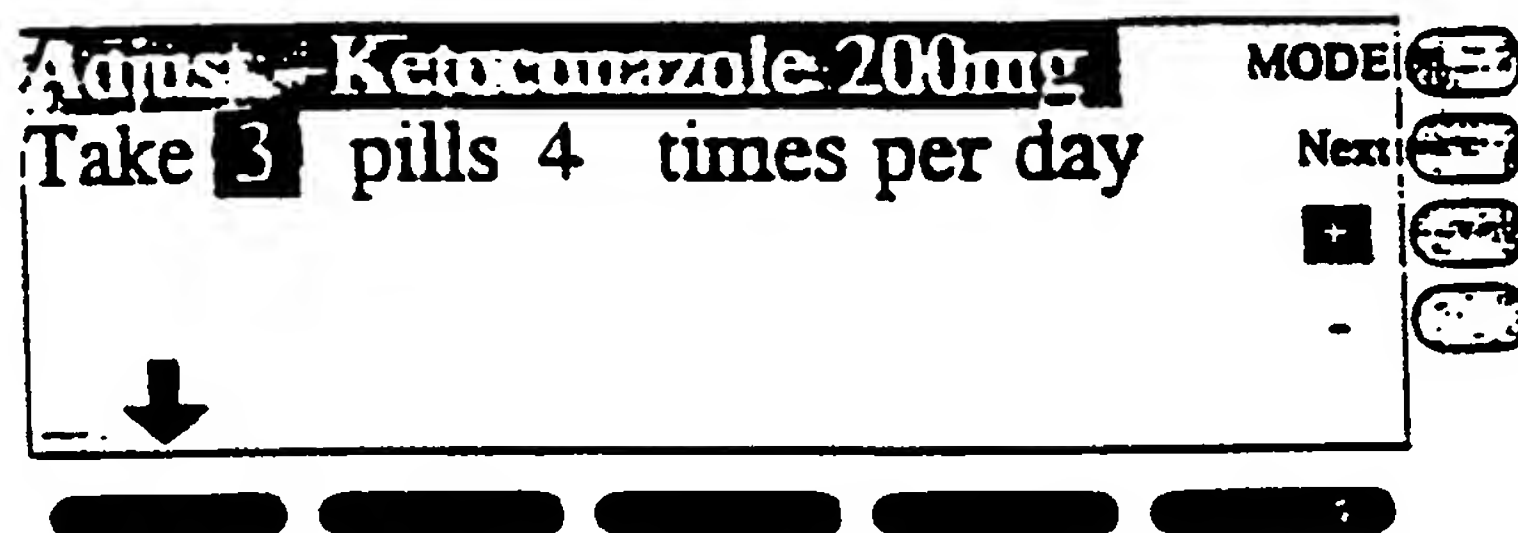 Adjust - Ketoconazole 200mg
MODE
Take 3 pills 4 times per day
Next
+
-